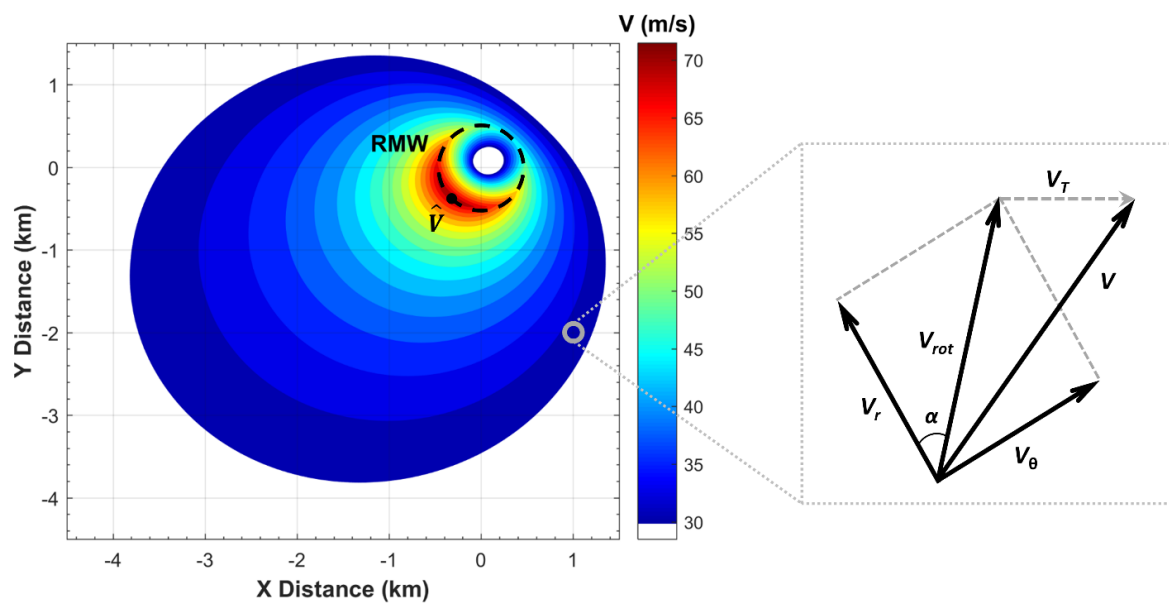 V (m/s)
1
0
-1
-2
-3
-4
Y Distance (km)
-4
-3
-2
-1
0
1
X Distance (km)
RMW
V̂
70
65
60
55
50
45
40
35
30
V_T
V
V_rot
V_r
α
V_θ